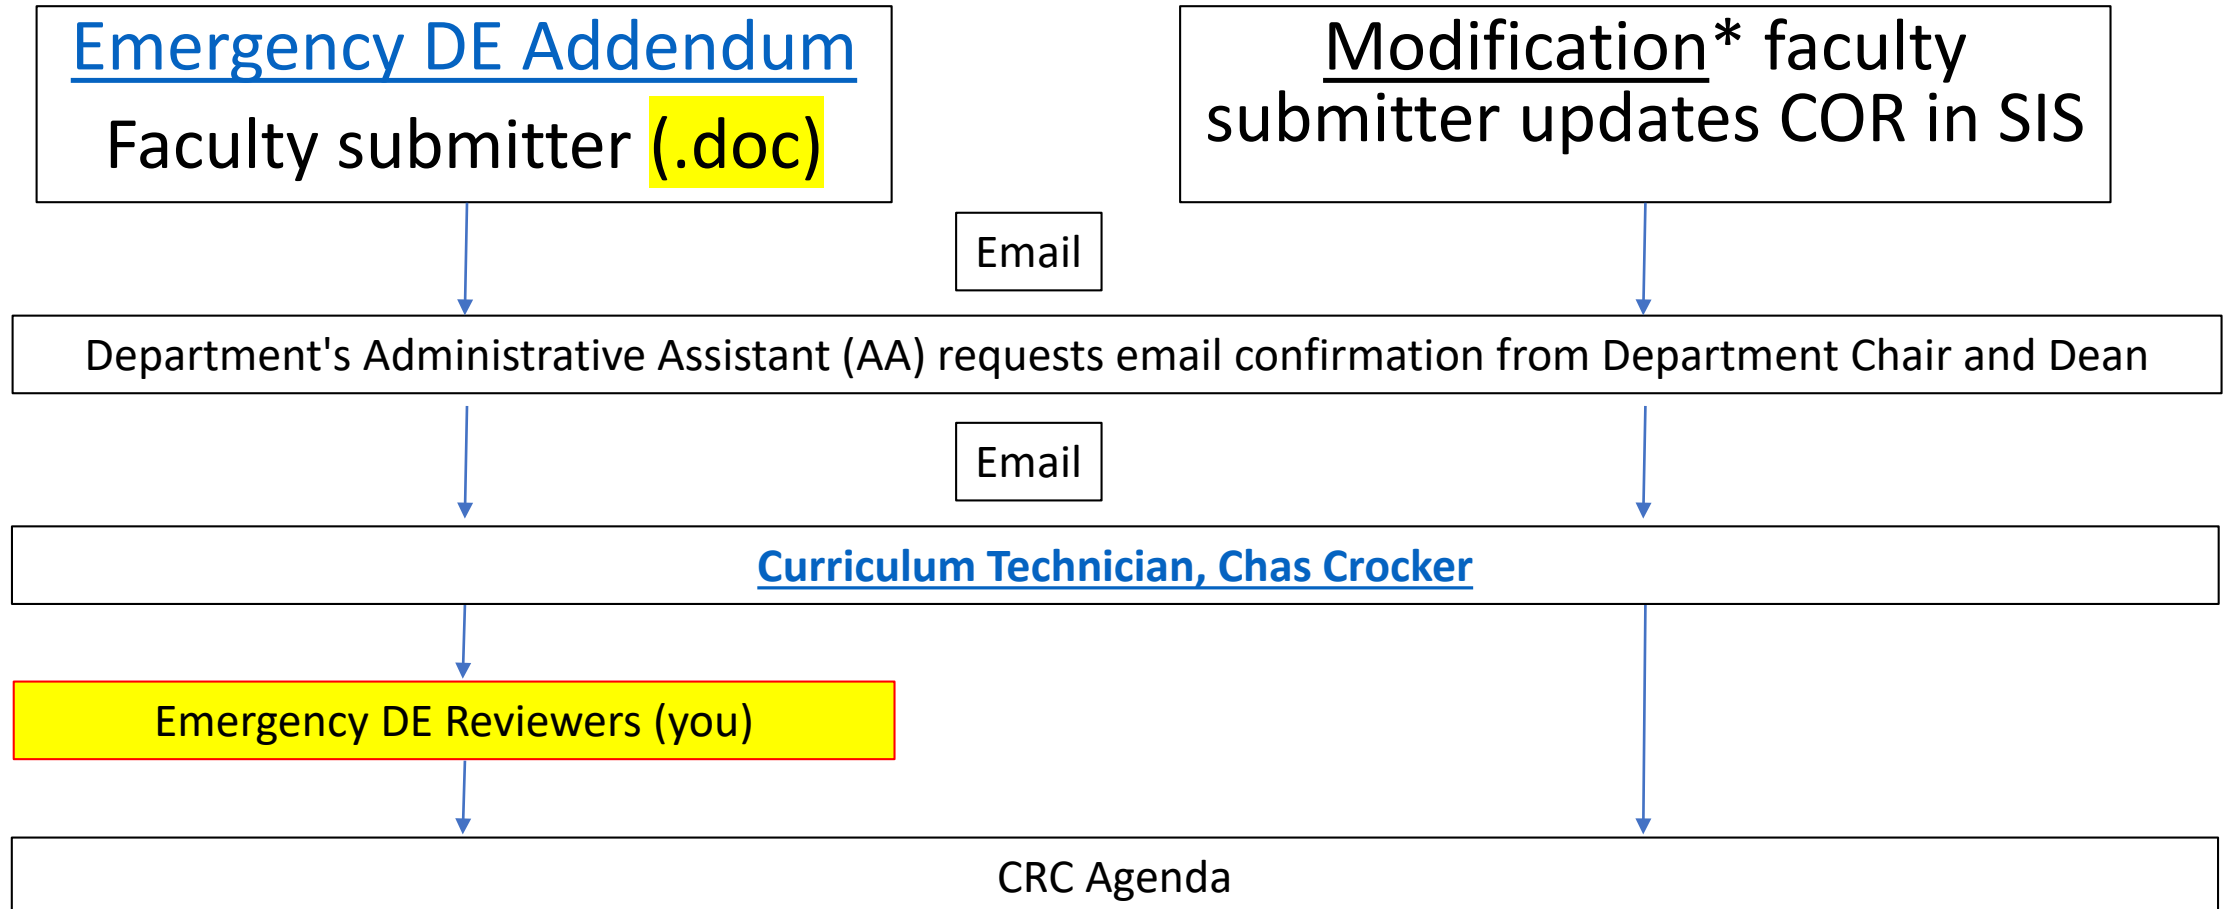 Emergency DE Addendum
Faculty submitter (.doc)
Modification* faculty
submitter updates COR in SIS
Email
Department's Administrative Assistant (AA) requests email confirmation from Department Chair and Dean
Email
Curriculum Technician, Chas Crocker
Emergency DE Reviewers (you)
CRC Agenda